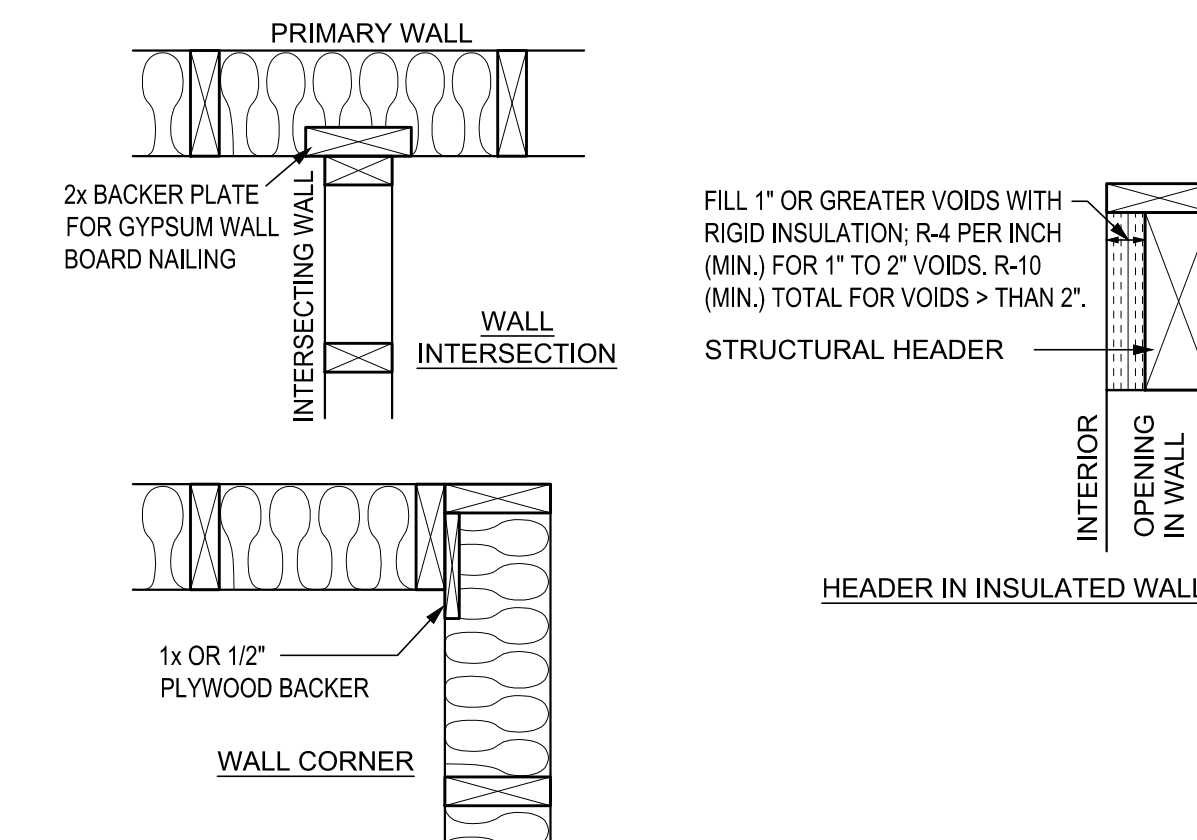 PRIMARY WALL
2x BACKER PLATE
FOR GYPSUM WALL
BOARD NAILING
INTERSECTING WALL
WALL
INTERSECTION
FILL 1" OR GREATER VOIDS WITH
RIGID INSULATION; R-4 PER INCH
(MIN.) FOR 1" TO 2" VOIDS. R-10
(MIN.) TOTAL FOR VOIDS > THAN 2".
STRUCTURAL HEADER
INTERIOR
OPENING
IN WALL
HEADER IN INSULATED WALL
1x OR 1/2"
PLYWOOD BACKER
WALL CORNER